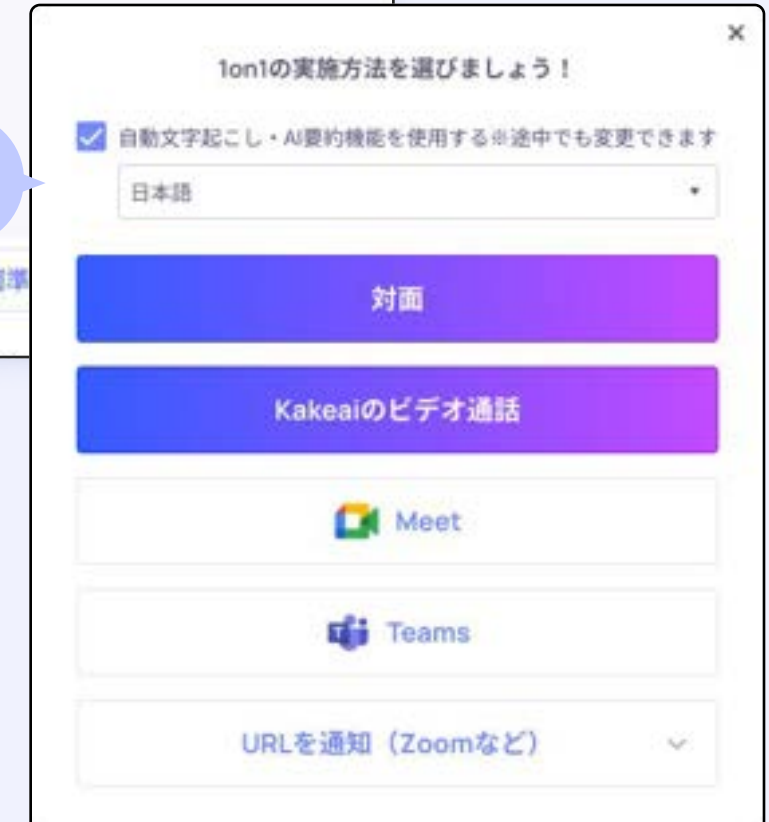 1on1の実施方法を選びましょう！
自動文字起こし・AI要約機能を使用する※途中でも変更できます
日本語
対面
Kakeaiのビデオ通話
Meet
Teams
URLを通知（Zoomなど）